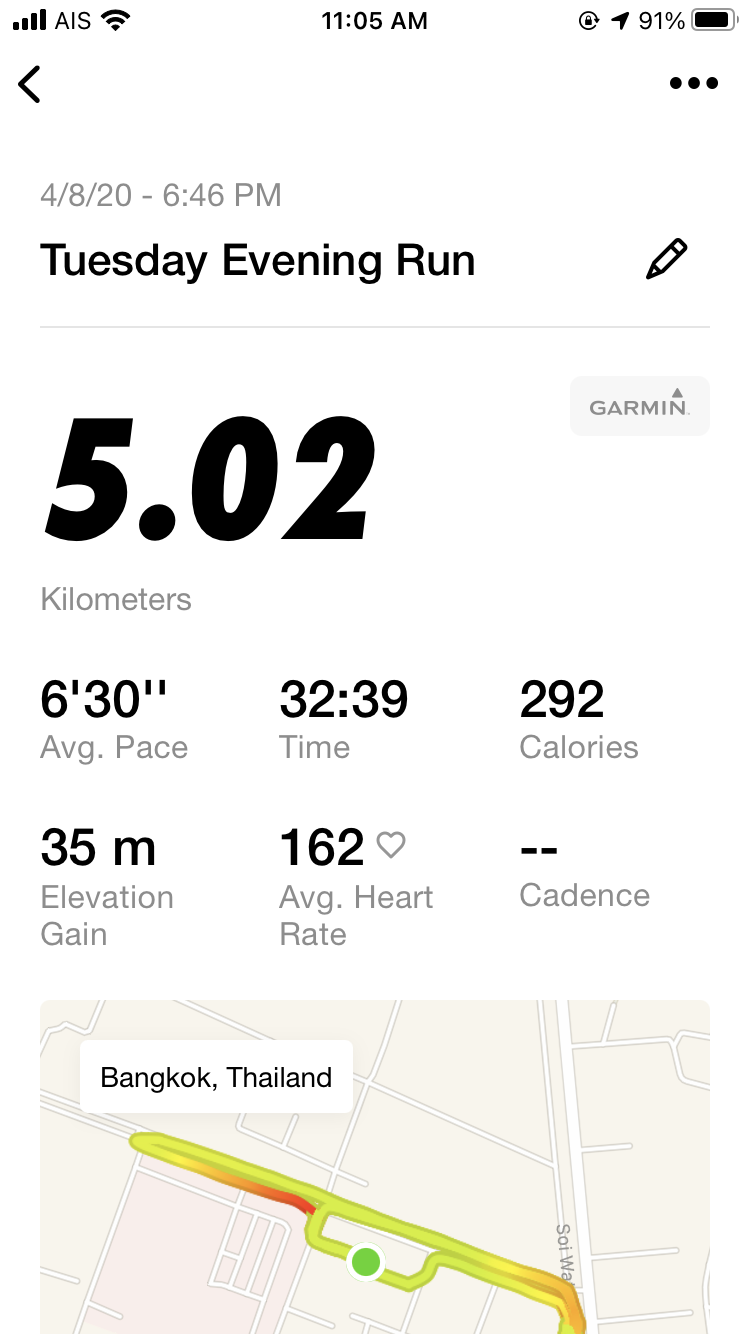 AIS 11:05 AM 91%
4/8/20 - 6:46 PM
Tuesday Evening Run
GARMIN.
5.02
Kilometers
6'30'' 32:39 292
Avg. Pace Time Calories
35 m 162 --
Elevation Gain Avg. Heart Rate Cadence
Bangkok, Thailand
Soi Wat